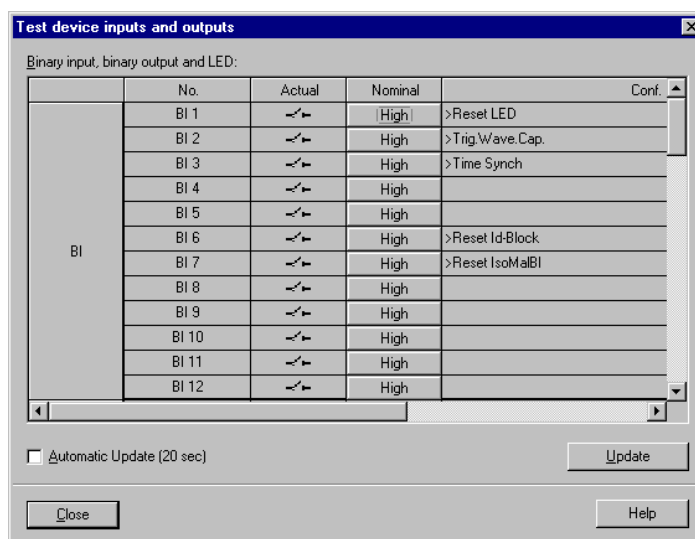 Test device inputs and outputs
Binary input, binary output and LED:
No. Actual Nominal Conf.
BI 1 High >Reset LED
BI 2 High >Trig.Wave.Cap.
BI 3 High >Time Synch
BI 4 High
BI 5 High
BI BI 6 High >Reset Id-Block
BI 7 High >Reset IsoMalBI
BI 8 High
BI 9 High
BI 10 High
BI 11 High
BI 12 High
Automatic Update (20 sec) Update
Close Help